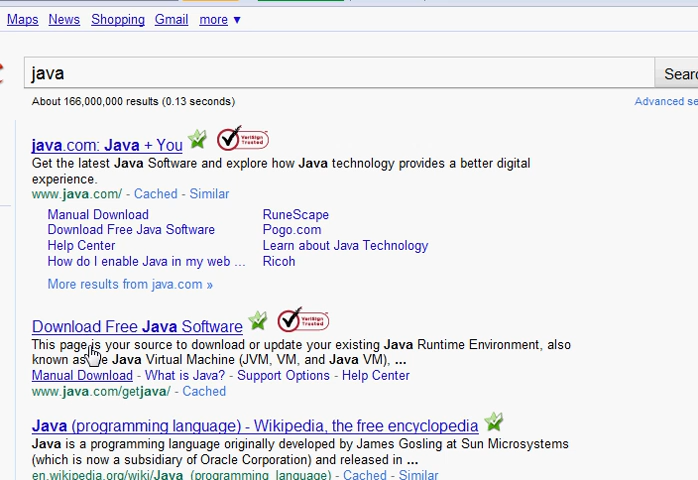 Maps News Shopping Gmail more ▼
java
About 166,000,000 results (0.13 seconds)
Advanced
java.com: Java + You VeriSign Trusted
Get the latest Java Software and explore how Java technology provides a better digital
experience.
www.java.com/ - Cached - Similar
Manual Download RuneScape
Download Free Java Software Pogo.com
Help Center Learn about Java Technology
How do I enable Java in my web ... Ricoh
More results from java.com »
Download Free Java Software VeriSign Trusted
This page is your source to download or update your existing Java Runtime Environment, also
known as Java Virtual Machine (JVM, VM, and Java VM), ...
Manual Download - What is Java? - Support Options - Help Center
www.java.com/getjava/ - Cached
Java (programming language) - Wikipedia, the free encyclopedia
Java is a programming language originally developed by James Gosling at Sun Microsystems
(which is now a subsidiary of Oracle Corporation) and released in ...
en.wikipedia.org/wiki/Java_(programming_language) - Cached - Similar